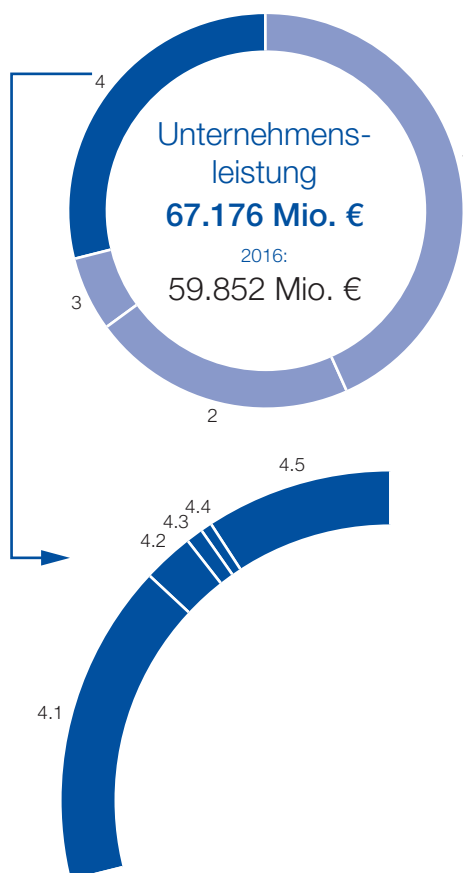 4
Unternehmens-
leistung
67.176 Mio. €
2016:
59.852 Mio. €
3
2
4.5
4.4
4.3
4.2
4.1